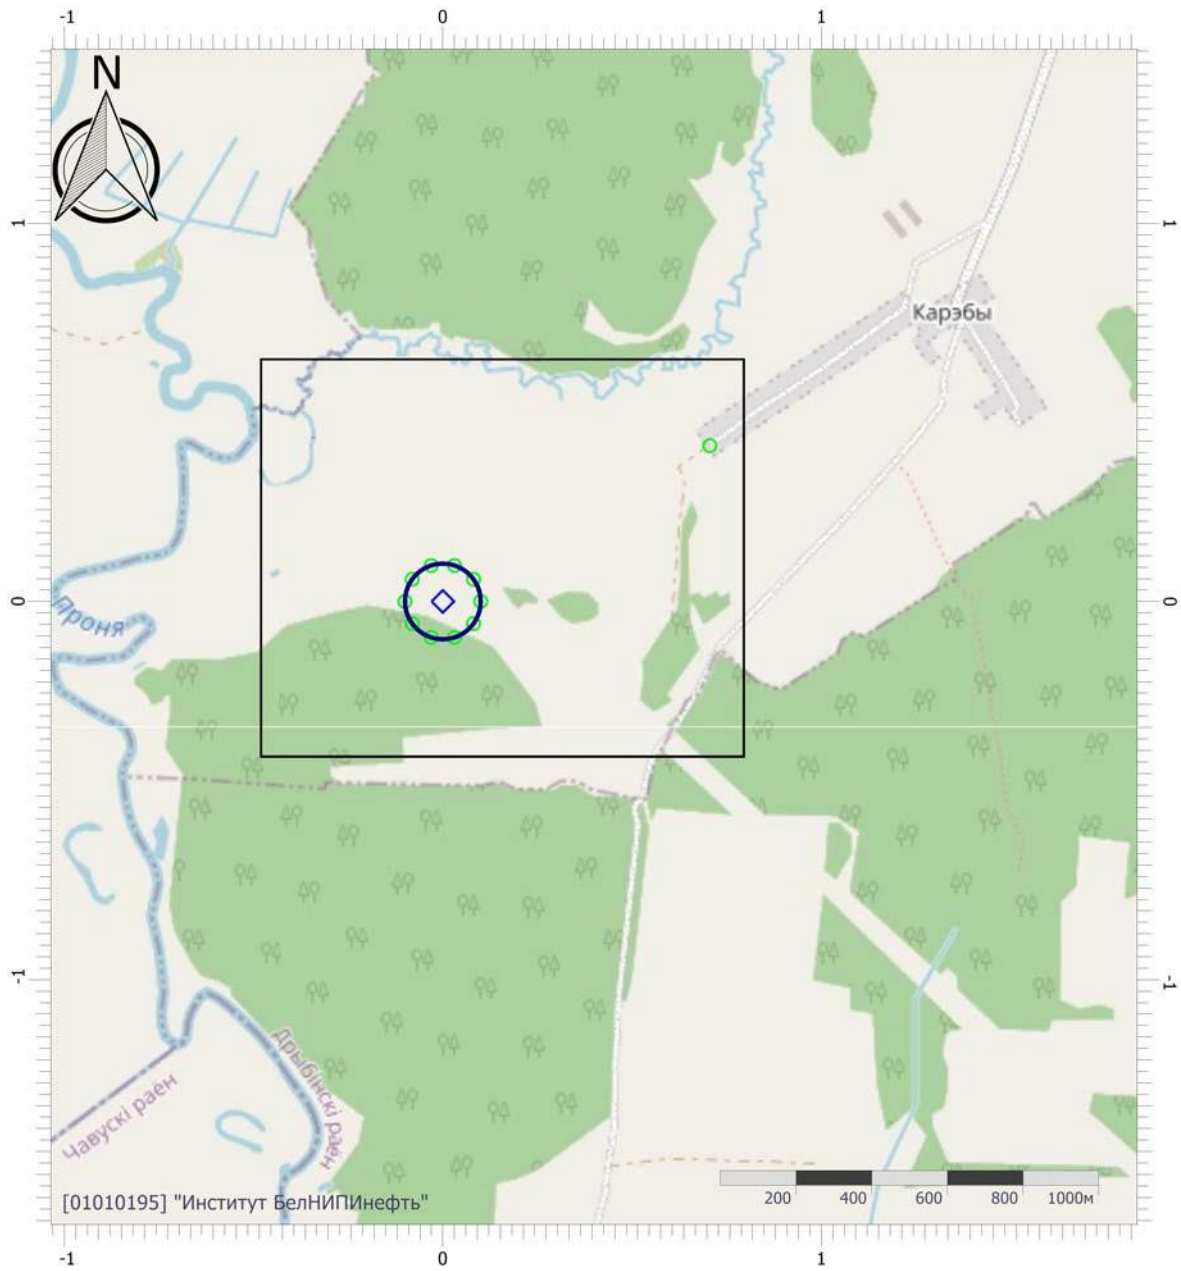 -1 0 1
N
1 1
Карэбы
0 0
Проня
-1 -1
Дрыбінскі раён
Чавускі раён
[01010195] "Институт БелНИПИнефть"
200 400 600 800 1000м
-1 0 1